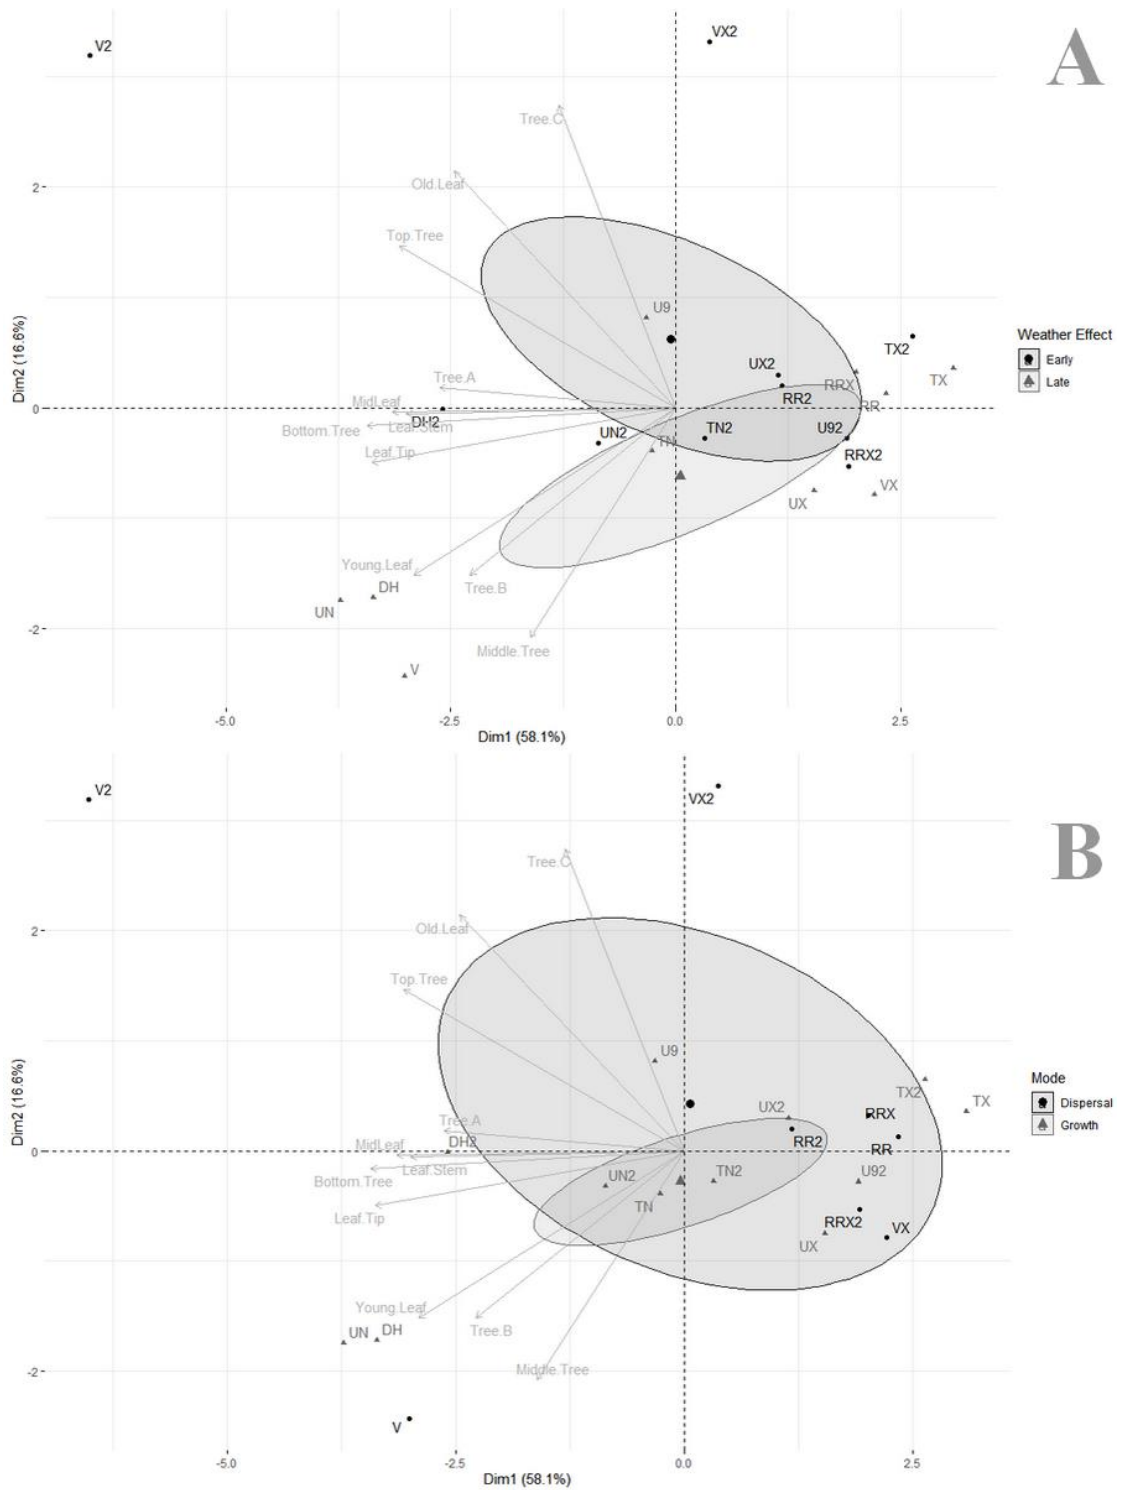 A
V2
VX2
Tree.C
Old.Leaf
Top.Tree
U9
TX2
UX2
TX
RRX
Tree.A
RR2
RR
MidLeaf
DH2
Leaf.Stem
Bottom.Tree
UN2
TN
TN2
U92
Leaf.Tip
RRX2
VX
UX
Young.Leaf
DH
Tree.B
UN
Middle.Tree
V
2
0
-2
Dim2 (16.6%)
-5.0
-2.5
0.0
2.5
Dim1 (58.1%)
Weather Effect
Early
Late
B
V2
VX2
Tree.C
Old.Leaf
Top.Tree
U9
TX2
TX
UX2
RRX
Tree.A
DH2
RR2
RR
MidLeaf
Leaf.Stem
Bottom.Tree
UN2
TN2
U92
TN
Leaf.Tip
RRX2
VX
UX
Young.Leaf
UN
DH
Tree.B
Middle.Tree
V
2
0
-2
Dim2 (16.6%)
-5.0
-2.5
0.0
2.5
Dim1 (58.1%)
Mode
Dispersal
Growth